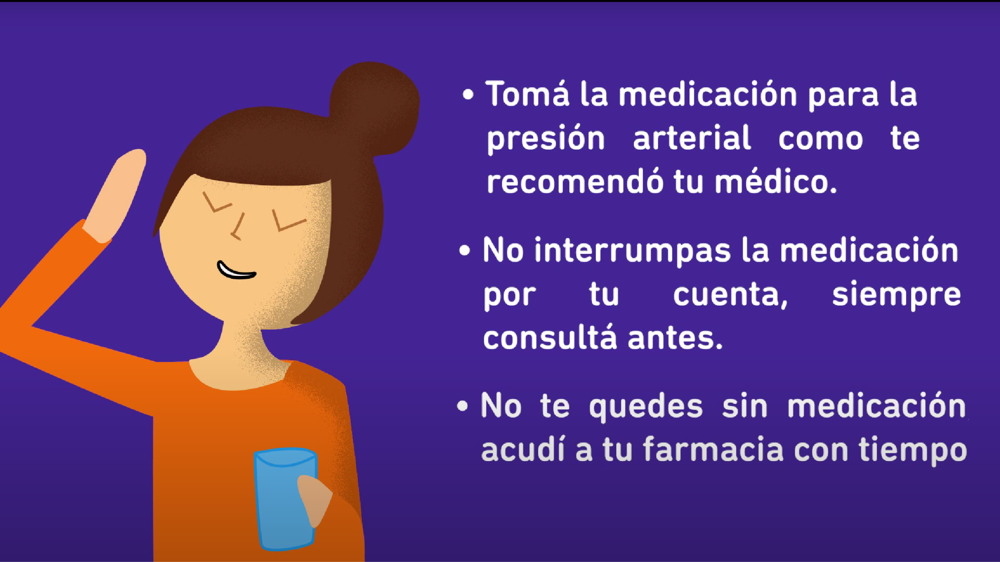 • Tomá la medicación para la
presión arterial como te
recomendó tu médico.
• No interrumpas la medicación
por tu cuenta, siempre
consultá antes.
• No te quedes sin medicación
acudí a tu farmacia con tiempo